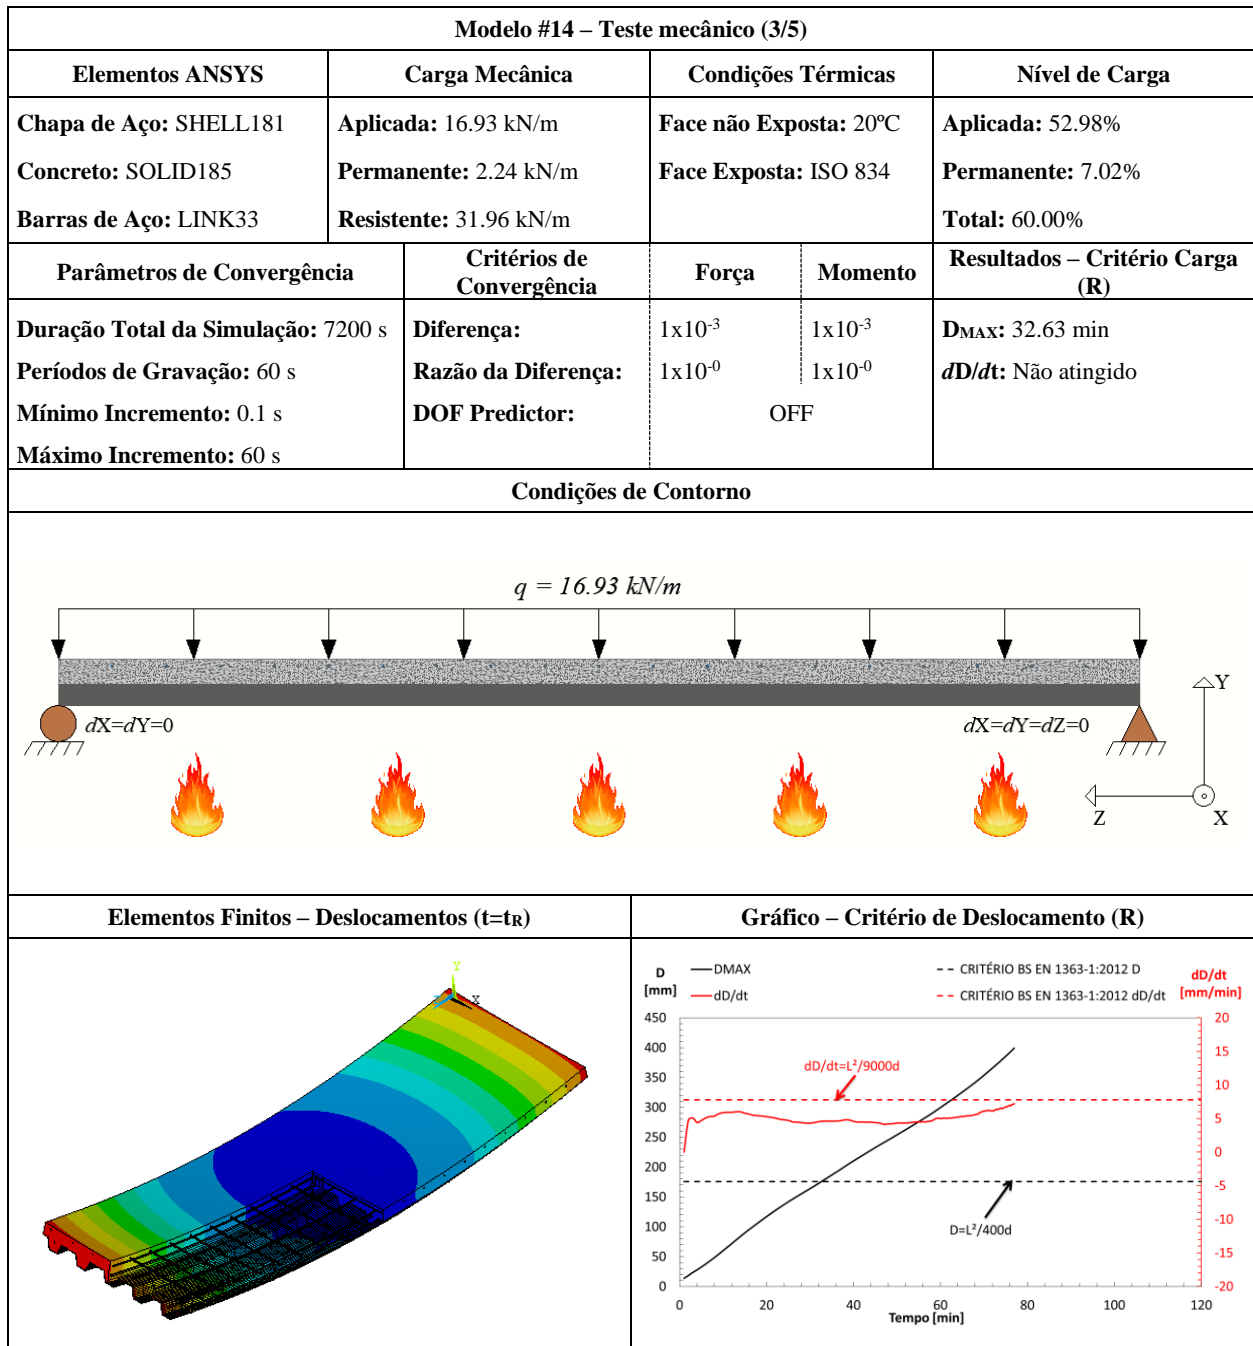 Modelo #14 – Teste mecânico (3/5)
Elementos ANSYS
Carga Mecânica
Condições Térmicas
Nível de Carga
Chapa de Aço: SHELL181
Concreto: SOLID185
Barras de Aço: LINK33
Aplicada: 16.93 kN/m
Permanente: 2.24 kN/m
Resistente: 31.96 kN/m
Face não Exposta: 20ºC
Face Exposta: ISO 834
Aplicada: 52.98%
Permanente: 7.02%
Total: 60.00%
Parâmetros de Convergência
Critérios de
Convergência
Força
Momento
Resultados – Critério Carga
(R)
Duração Total da Simulação: 7200 s
Períodos de Gravação: 60 s
Mínimo Incremento: 0.1 s
Máximo Incremento: 60 s
Diferença:
Razão da Diferença:
DOF Predictor:
1x10-3
1x10-0
1x10-3
1x10-0
OFF
DMAX: 32.63 min
dD/dt: Não atingido
Condições de Contorno
q = 16.93 kN/m
dX=dY=0
dX=dY=dZ=0
Y
Z
X
Elementos Finitos – Deslocamentos (t=tR)
Gráfico – Critério de Deslocamento (R)
Y
X
D
[mm]
DMAX
dD/dt
CRITÉRIO BS EN 1363-1:2012 D
CRITÉRIO BS EN 1363-1:2012 dD/dt
dD/dt
[mm/min]
450
400
350
300
250
200
150
100
50
0
20
15
10
5
0
-5
-10
-15
-20
dD/dt=L²/9000d
D=L²/400d
0
20
40
60
80
100
120
Tempo [min]